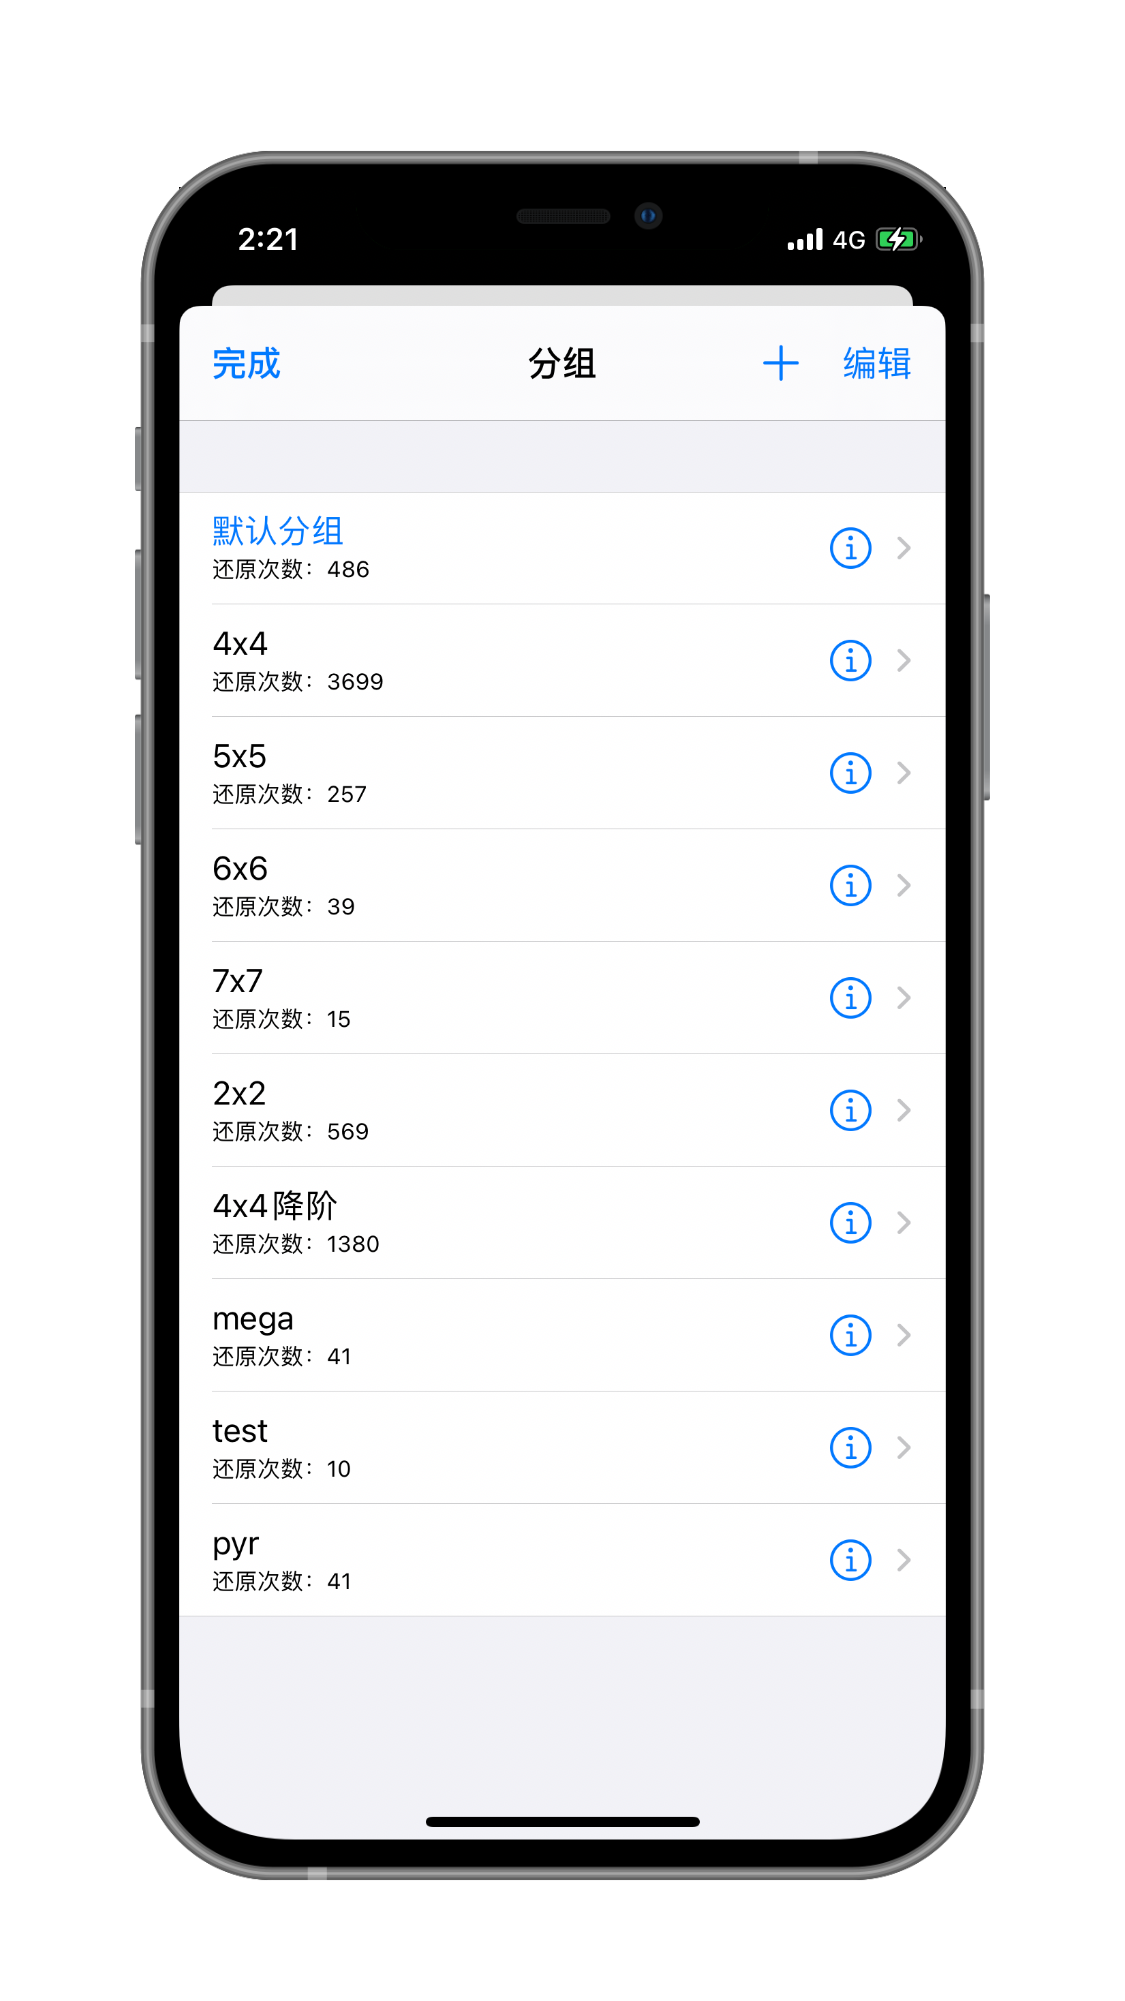 2:21 4G
完成 分组 编辑
默认分组
还原次数：486
4x4
还原次数：3699
5x5
还原次数：257
6x6
还原次数：39
7x7
还原次数：15
2x2
还原次数：569
4x4降阶
还原次数：1380
mega
还原次数：41
test
还原次数：10
pyr
还原次数：41